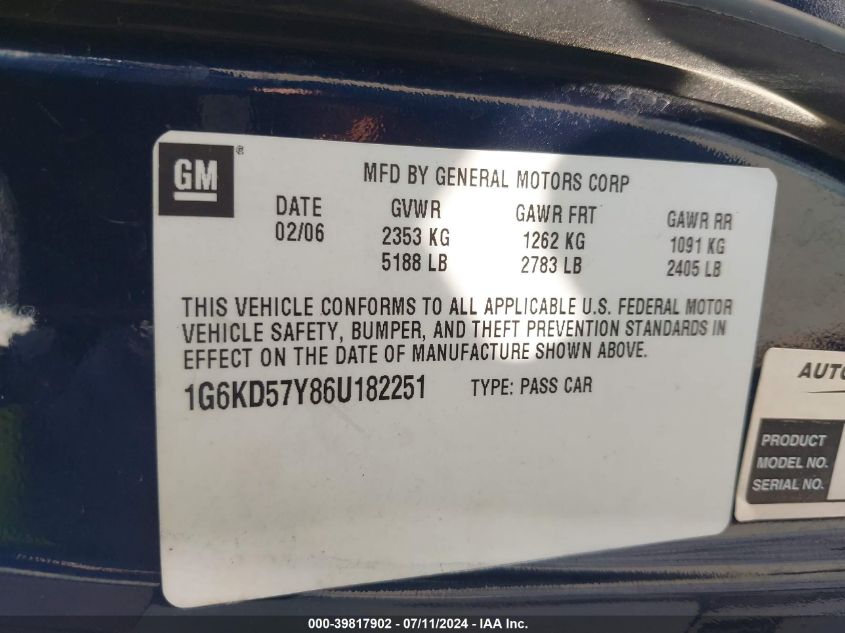 GM®
MFD BY GENERAL MOTORS CORP
DATE GVWR GAWR FRT GAWR RR
02/06 2353 KG 1262 KG 1091 KG
5188 LB 2783 LB 2405 LB
THIS VEHICLE CONFORMS TO ALL APPLICABLE U.S. FEDERAL MOTOR
VEHICLE SAFETY, BUMPER, AND THEFT PREVENTION STANDARDS IN
EFFECT ON THE DATE OF MANUFACTURE SHOWN ABOVE.
1G6KD57Y86U182251 TYPE: PASS CAR
AUTO
PRODUCT
MODEL NO.
SERIAL NO.
000-39817902 - 07/11/2024 - IAA Inc.